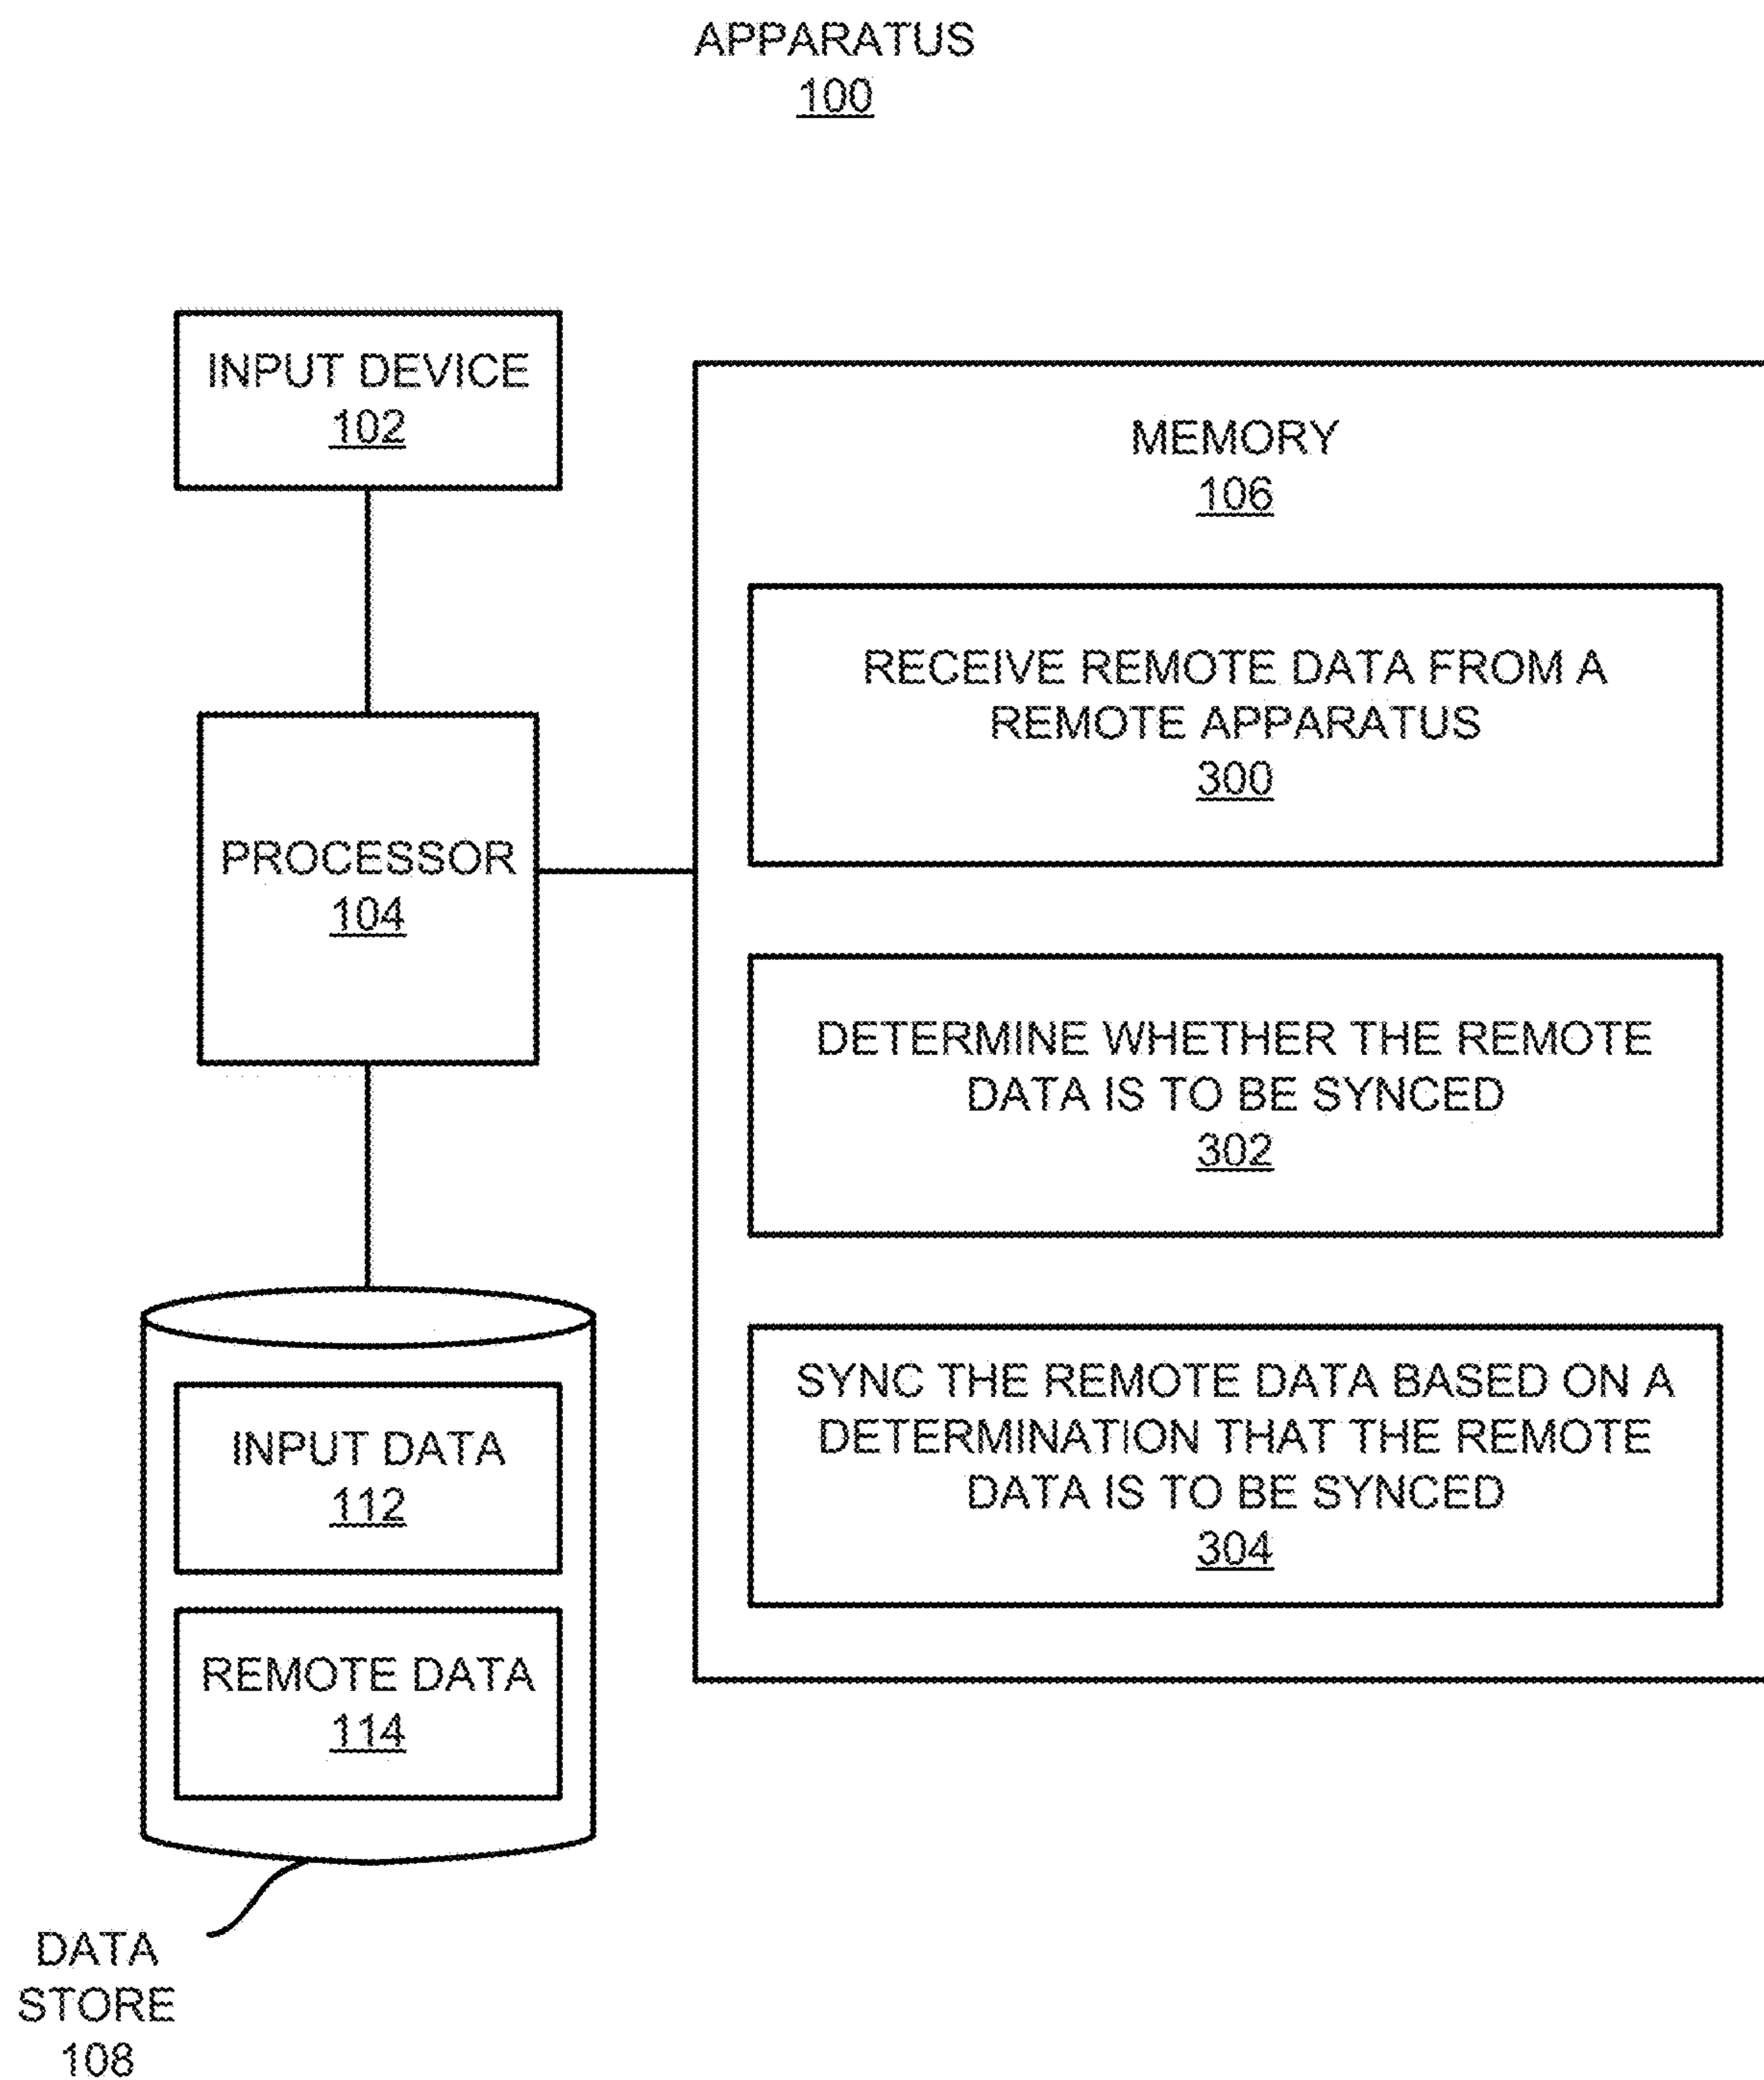 APPARATUS
100
INPUT DEVICE
102
PROCESSOR
104
INPUT DATA
112
REMOTE DATA
114
DATA
STORE
108
MEMORY
106
RECEIVE REMOTE DATA FROM A
REMOTE APPARATUS
300
DETERMINE WHETHER THE REMOTE
DATA IS TO BE SYNCED
302
SYNC THE REMOTE DATA BASED ON A
DETERMINATION THAT THE REMOTE
DATA IS TO BE SYNCED
304